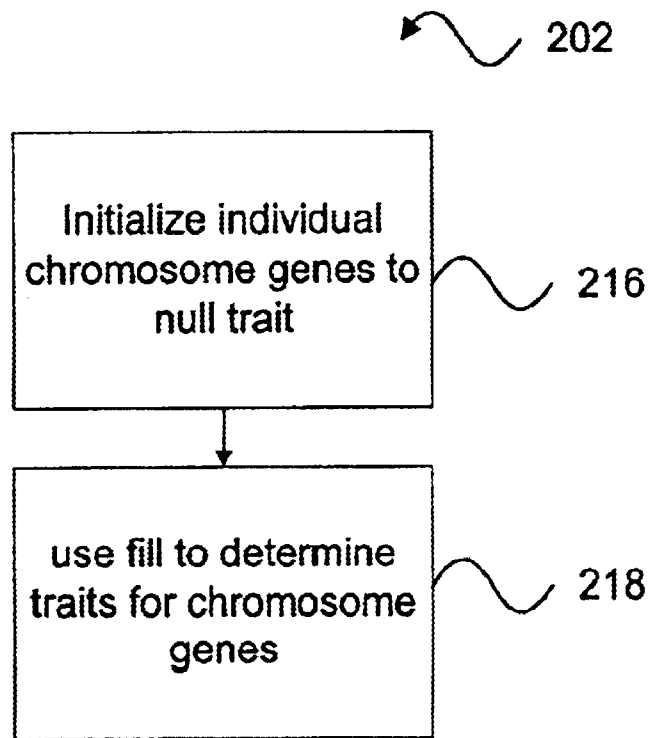 202
Initialize individual
chromosome genes to
null trait
216
use fill to determine
traits for chromosome
genes
218